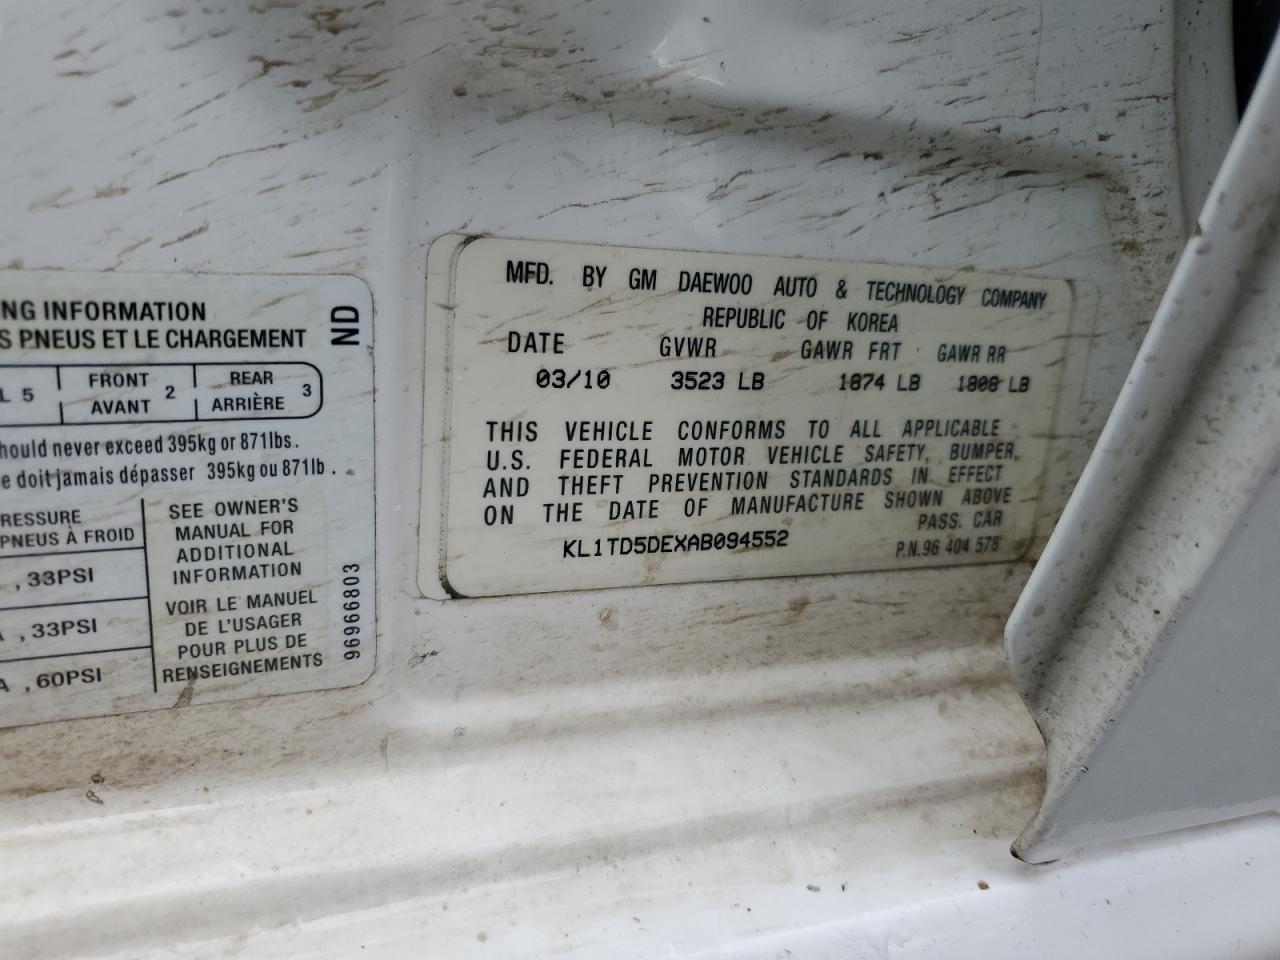 NG INFORMATION
S PNEUS ET LE CHARGEMENT
ND
L 5 FRONT AVANT 2 REAR ARRIÈRE 3
hould never exceed 395kg or 871lbs.
e doit jamais dépasser 395kg ou 871lb.
RESSURE
PNEUS À FROID
, 33PSI
A , 33PSI
A , 60PSI
SEE OWNER'S
MANUAL FOR
ADDITIONAL
INFORMATION
VOIR LE MANUEL
DE L'USAGER
POUR PLUS DE
RENSEIGNEMENTS
96966803
MFD. BY GM DAEWOO AUTO & TECHNOLOGY COMPANY
REPUBLIC OF KOREA
DATE GVWR GAWR FRT GAWR RR
03/10 3523 LB 1874 LB 1808 LB
THIS VEHICLE CONFORMS TO ALL APPLICABLE
U.S. FEDERAL MOTOR VEHICLE SAFETY, BUMPER,
AND THEFT PREVENTION STANDARDS IN EFFECT
ON THE DATE OF MANUFACTURE SHOWN ABOVE
PASS. CAR
KL1TD5DEXAB094552
P.N.96 404 578